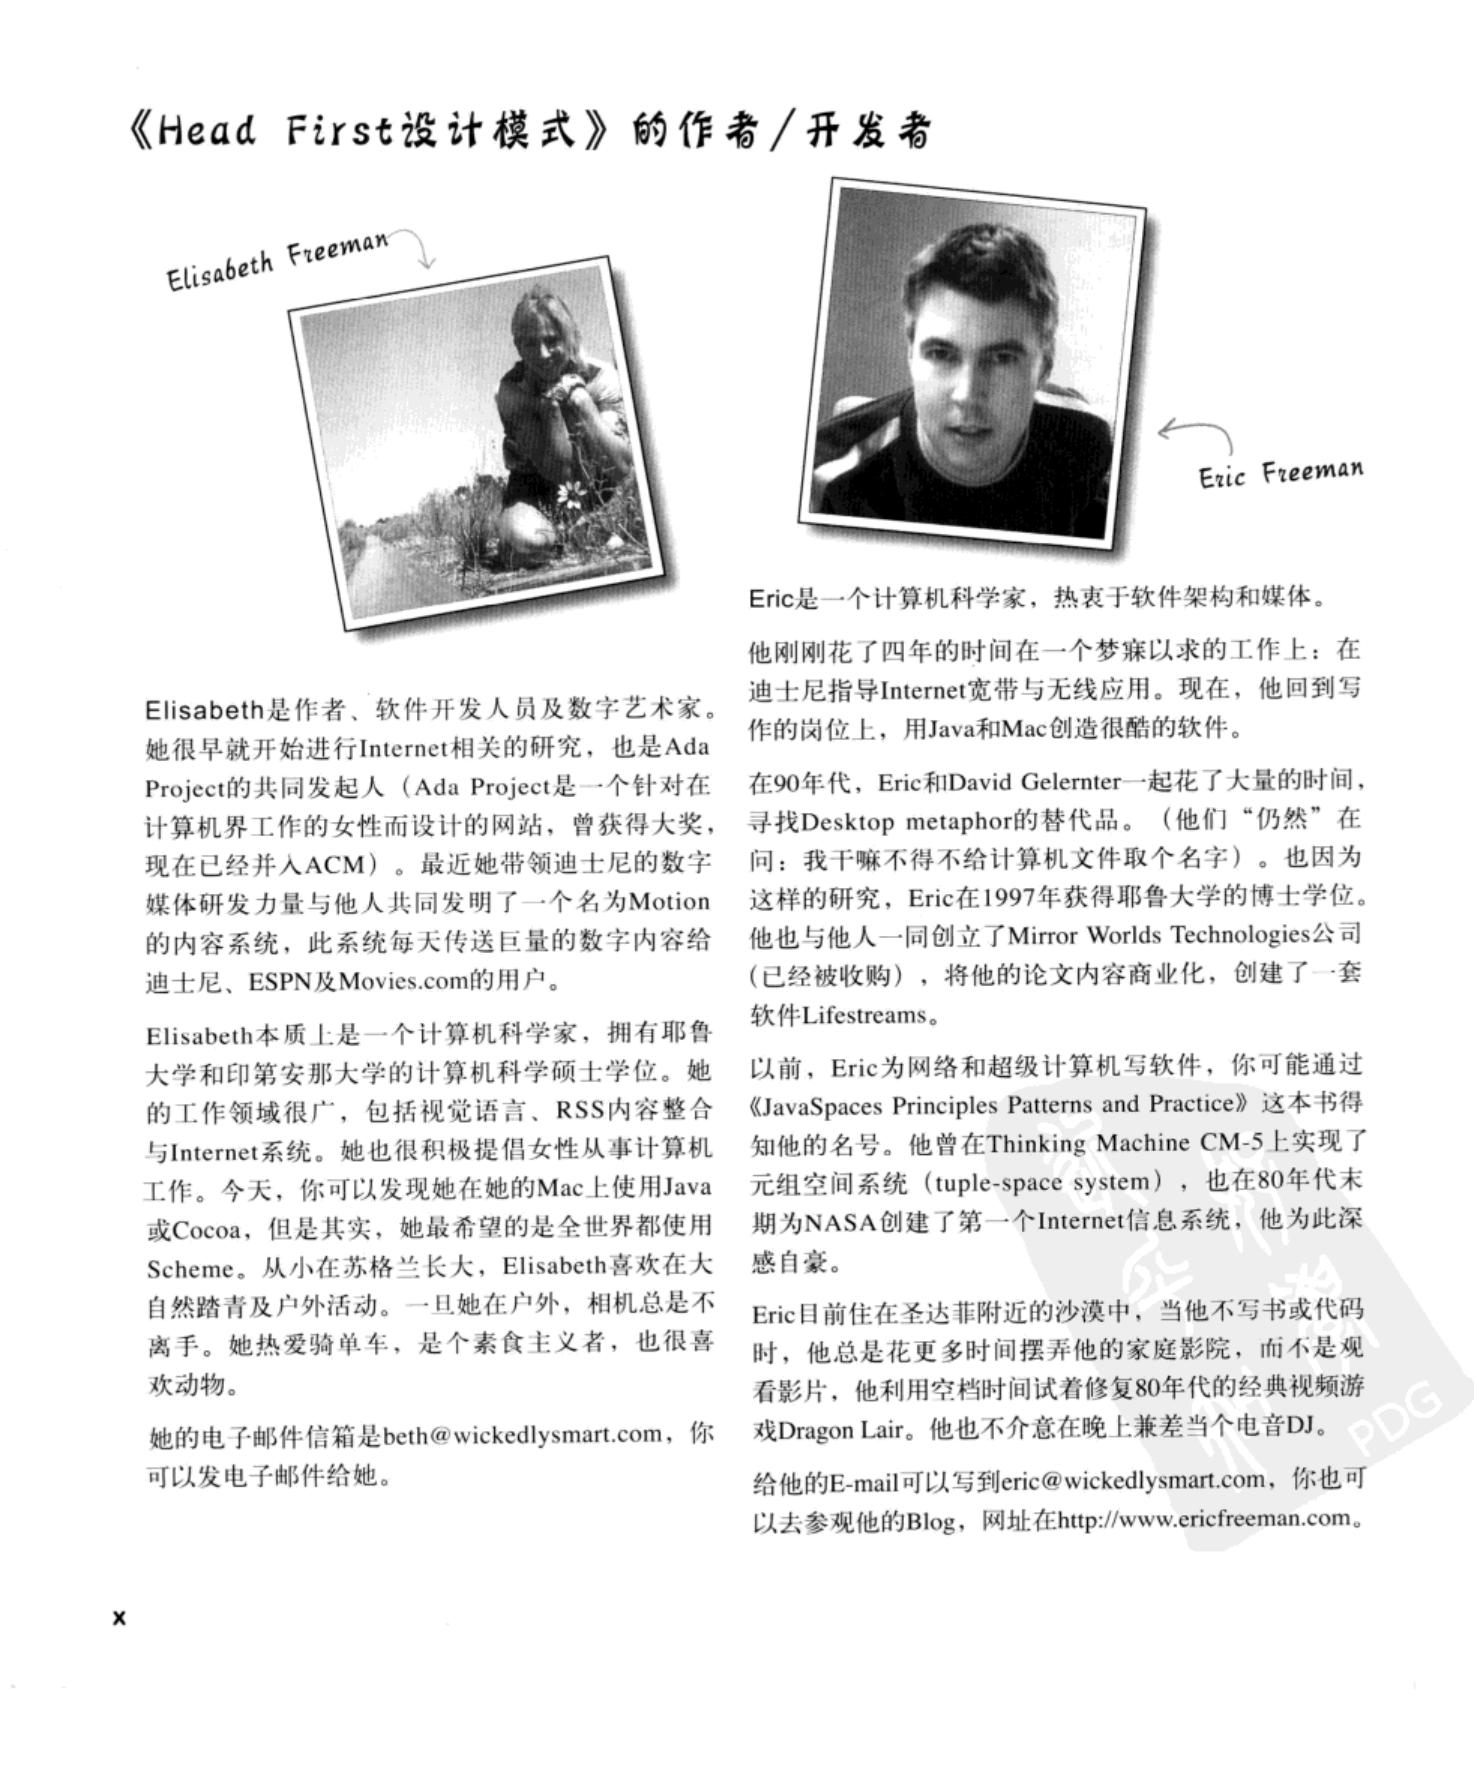 《Head First设计模式》的作者/开发者
Elisabeth Freeman
Eric Freeman
Elisabeth是作者、软件开发人员及数字艺术家。
她很早就开始进行Internet相关的研究，也是Ada
Project的共同发起人（Ada Project是一个针对在
计算机界工作的女性而设计的网站，曾获得大奖，
现在已经并入ACM）。最近她带领迪士尼的数字
媒体研发力量与他人共同发明了一个名为Motion
的内容系统，此系统每天传送巨量的数字内容给
迪士尼、ESPN及Movies.com的用户。
Elisabeth本质上是一个计算机科学家，拥有耶鲁
大学和印第安那大学的计算机科学硕士学位。她
的工作领域很广，包括视觉语言、RSS内容整合
与Internet系统。她也很积极提倡女性从事计算机
工作。今天，你可以发现她在她的Mac上使用Java
或Cocoa，但是其实，她最希望的是全世界都使用
Scheme。从小在苏格兰长大，Elisabeth喜欢在大
自然踏青及户外活动。一旦她在户外，相机总是不
离手。她热爱骑单车，是个素食主义者，也很喜
欢动物。
她的电子邮件信箱是beth@wickedlysmart.com，你
可以发电子邮件给她。
Eric是一个计算机科学家，热衷于软件架构和媒体。
他刚刚花了四年的时间在一个梦寐以求的工作上：在
迪士尼指导Internet宽带与无线应用。现在，他回到写
作的岗位上，用Java和Mac创造很酷的软件。
在90年代，Eric和David Gelernter一起花了大量的时间，
寻找Desktop metaphor的替代品。（他们“仍然”在
问：我干嘛不得不给计算机文件取个名字）。也因为
这样的研究，Eric在1997年获得耶鲁大学的博士学位。
他也与他人一同创立了Mirror Worlds Technologies公司
（已经被收购），将他的论文内容商业化，创建了一套
软件Lifestreams。
以前，Eric为网络和超级计算机写软件，你可能通过
《JavaSpaces Principles Patterns and Practice》这本书得
知他的名号。他曾在Thinking Machine CM-5上实现了
元组空间系统（tuple-space system），也在80年代末
期为NASA创建了第一个Internet信息系统，他为此深
感自豪。
Eric目前住在圣达菲附近的沙漠中，当他不写书或代码
时，他总是花更多时间摆弄他的家庭影院，而不是观
看影片，他利用空档时间试着修复80年代的经典视频游
戏Dragon Lair。他也不介意在晚上兼差当个电音DJ。
给他的E-mail可以写到eric@wickedlysmart.com，你也可
以去参观他的Blog，网址在http://www.ericfreeman.com。
PDG
x